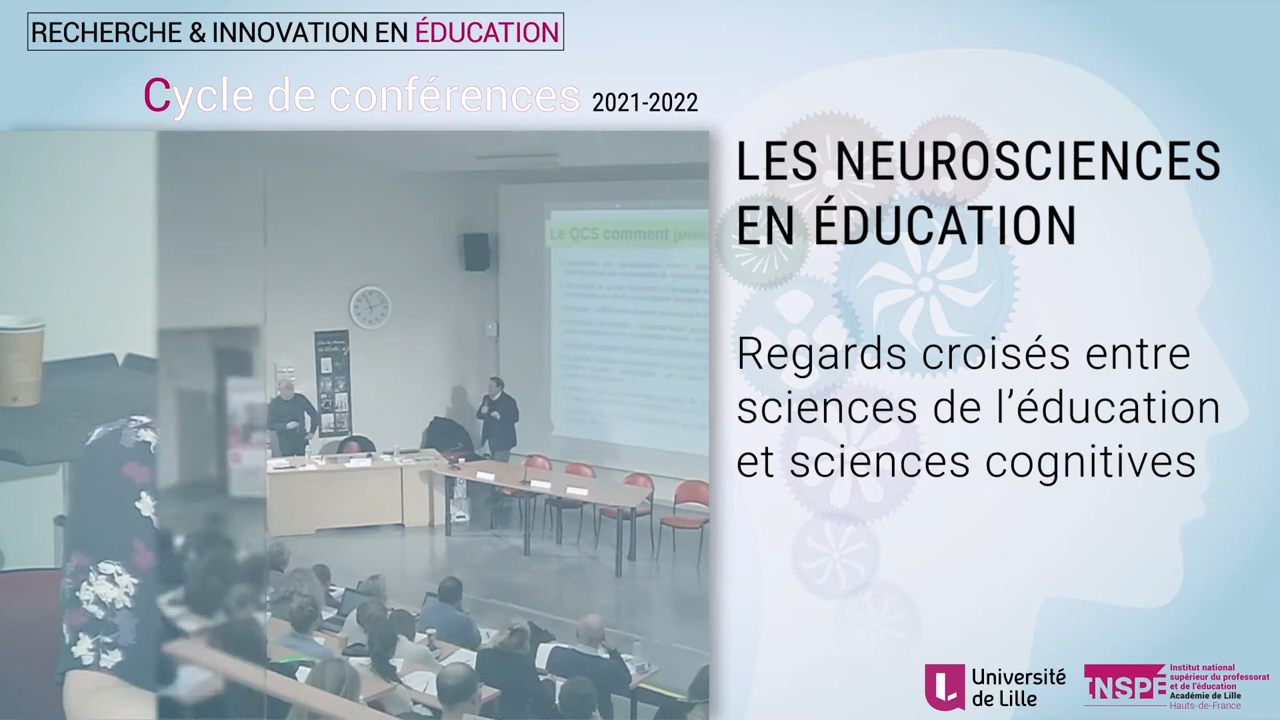 RECHERCHE & INNOVATION EN ÉDUCATION
Cycle de conférences 2021-2022
LES NEUROSCIENCES
EN ÉDUCATION
Regards croisés entre
sciences de l'éducation
et sciences cognitives
Le QCS comment
Université
de Lille
INSPÉ
Institut national
supérieur du professorat
et de l'éducation
Académie de Lille
Hauts-de-France